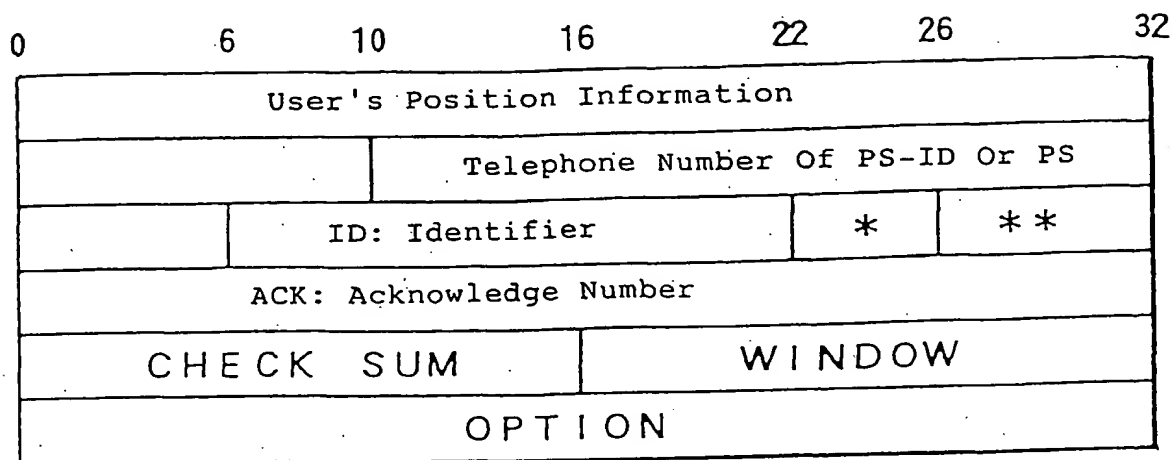 0 6 10 16 22 26 32
User's Position Information
Telephone Number Of PS-ID Or PS
ID: Identifier * **
ACK: Acknowledge Number
CHECK SUM WINDOW
OPTION